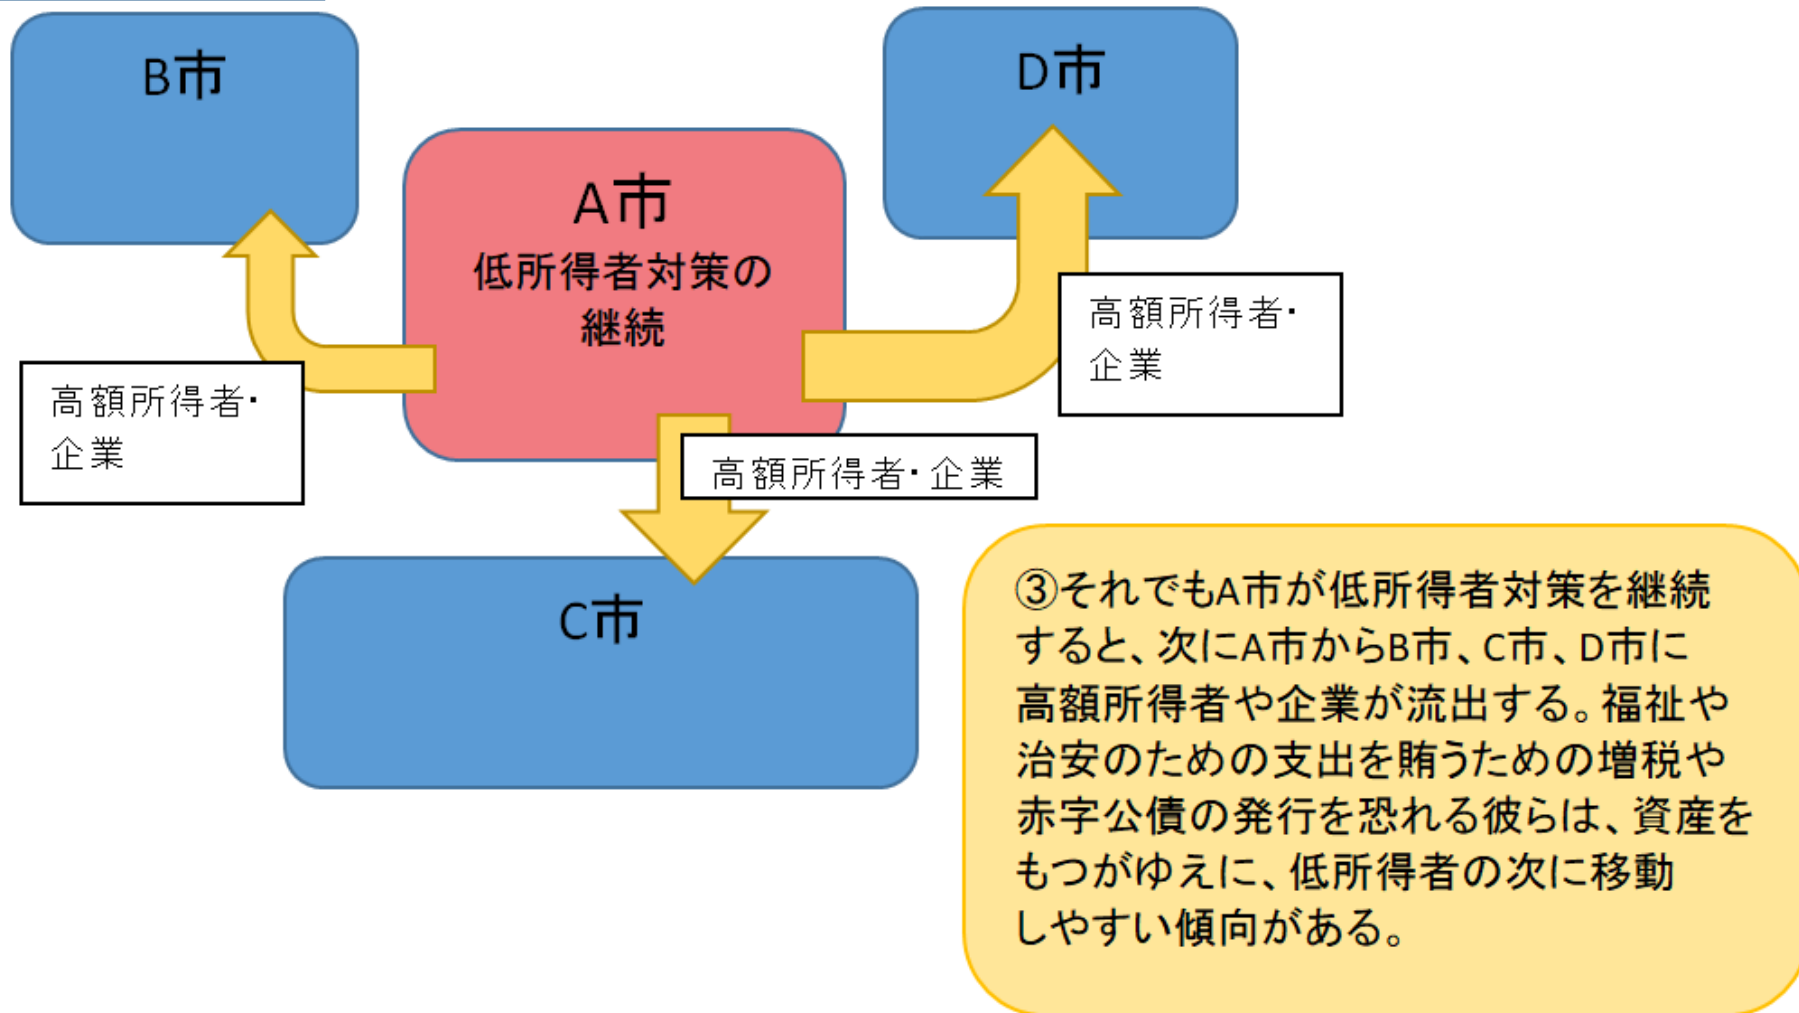 B市
D市
A市
低所得者対策の
継続
高額所得者・
企業
高額所得者・
企業
高額所得者・企業
C市
③それでもA市が低所得者対策を継続
すると、次にA市からB市、C市、D市に
高額所得者や企業が流出する。福祉や
治安のための支出を賄うための増税や
赤字公債の発行を恐れる彼らは、資産を
もつがゆえに、低所得者の次に移動
しやすい傾向がある。